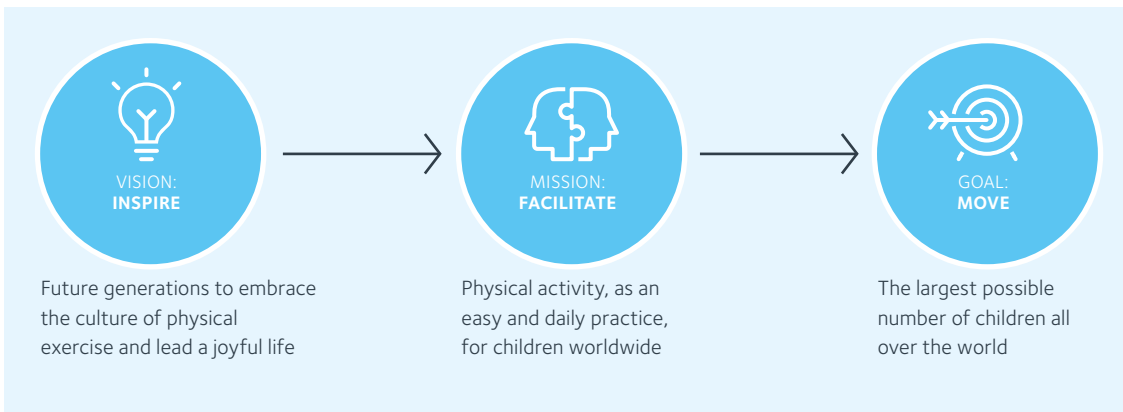 VISION:
INSPIRE
Future generations to embrace
the culture of physical
exercise and lead a joyful life
MISSION:
FACILITATE
Physical activity, as an
easy and daily practice,
for children worldwide
GOAL:
MOVE
The largest possible
number of children all
over the world